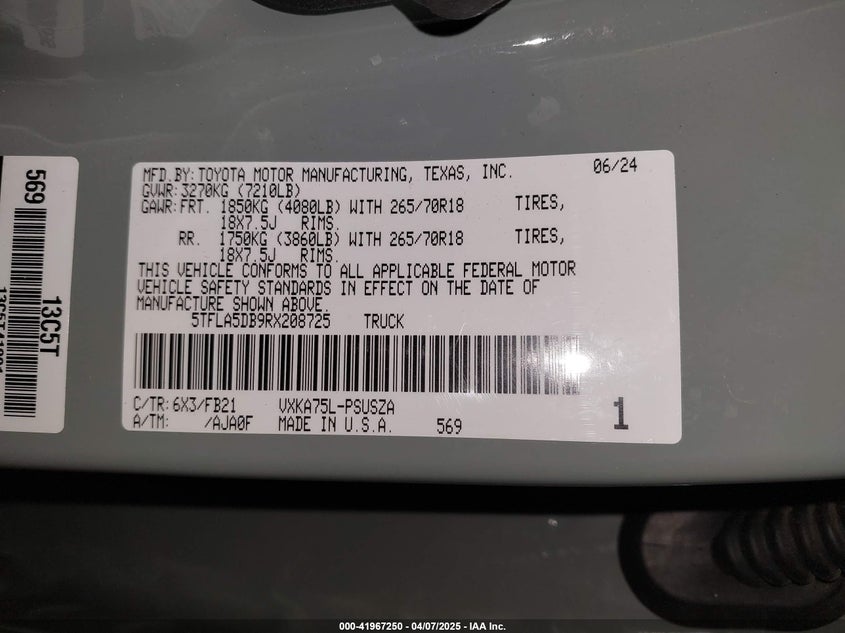 MFD.BY:TOYOTA MOTOR MANUFACTURING, TEXAS, INC. 06/24
GVWR:3270KG (7210LB)
GAWR:FRT. 1850KG (4080LB) WITH 265/70R18 TIRES,
18X7.5J RIMS.
RR. 1750KG (3860LB) WITH 265/70R18 TIRES,
18X7.5J RIMS.
THIS VEHICLE CONFORMS TO ALL APPLICABLE FEDERAL MOTOR
VEHICLE SAFETY STANDARDS IN EFFECT ON THE DATE OF
MANUFACTURE SHOWN ABOVE.
5TFLA5DB9RX208725 TRUCK
C/TR:6X3/FB21 VXKA75L-PSUSZA
A/TM: /AJA0F MADE IN U.S.A. 569 1
569
13C5T
000-41967250 - 04/07/2025 - IAA Inc.